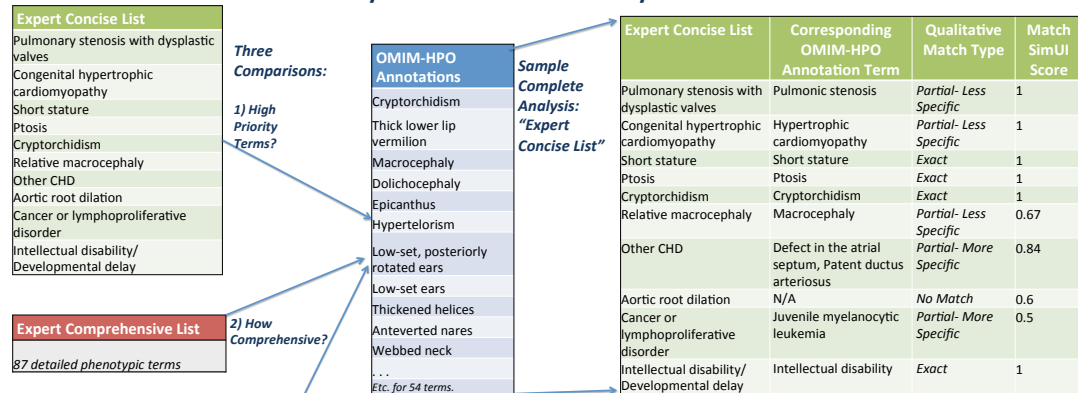 Expert Concise List
Pulmonary stenosis with dysplastic
valves
Congenital hypertrophic
cardiomyopathy
Short stature
Ptosis
Cryptorchidism
Relative macrocephaly
Other CHD
Aortic root dilation
Cancer or lymphoproliferative
disorder
Intellectual disability/
Developmental delay
Expert Comprehensive List
87 detailed phenotypic terms
Three
Comparisons:
1) High
Priority
Terms?
2) How
Comprehensive?
OMIM-HPO
Annotations
Cryptorchidism
Thick lower lip
vermilion
Macrocephaly
Dolichocephaly
Epicanthus
Hypertelorism
Low-set, posteriorly
rotated ears
Low-set ears
Thickened helices
Anteverted nares
Webbed neck
. . .
Etc. for 54 terms.
Sample
Complete
Analysis:
“Expert
Concise List”
Expert Concise List Corresponding Qualitative Match
OMIM-HPO Match Type SimUI
Annotation Term Score
Pulmonary stenosis with Pulmonic stenosis Partial- Less 1
dysplastic valves Specific
Congenital hypertrophic Hypertrophic Partial- Less 1
cardiomyopathy cardiomyopathy Specific
Short stature Short stature Exact 1
Ptosis Ptosis Exact 1
Cryptorchidism Cryptorchidism Exact 1
Relative macrocephaly Macrocephaly Partial- Less 0.67
Specific
Other CHD Defect in the atrial Partial- More 0.84
septum, Patent ductus Specific
arteriosus
Aortic root dilation N/A No Match 0.6
Cancer or Juvenile myelanocytic Partial- More 0.5
lymphoproliferative leukemia Specific
disorder
Intellectual disability/ Intellectual disability Exact 1
Developmental delay